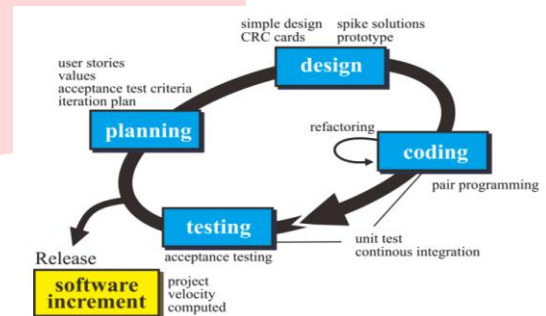 simple design
CRC cards
spike solutions
prototype
design
user stories
values
acceptance test criteria
iteration plan
planning
refactoring
coding
pair programming
testing
acceptance testing
unit test
continous integration
Release
software
increment
project
velocity
computed